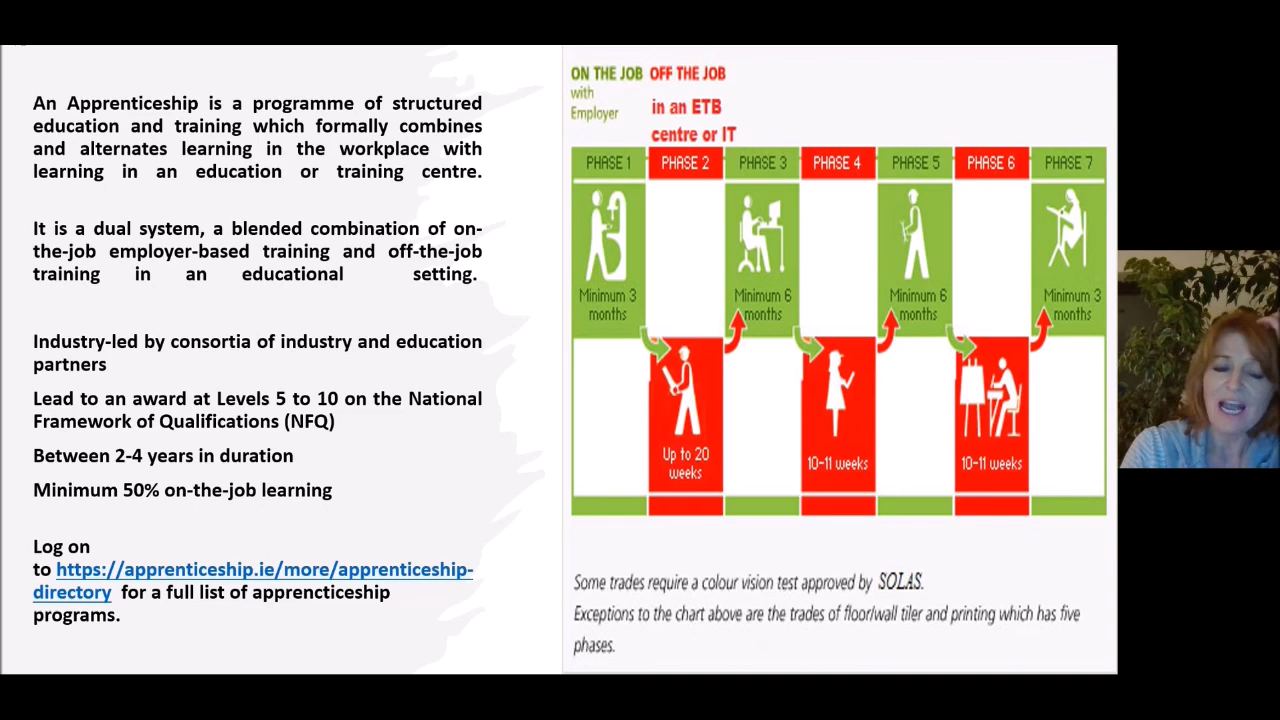 An Apprenticeship is a programme of structured
education and training which formally combines
and alternates learning in the workplace with
learning in an education or training centre.
It is a dual system, a blended combination of on-
the-job employer-based training and off-the-job
training in an educational setting.
Industry-led by consortia of industry and education
partners
Lead to an award at Levels 5 to 10 on the National
Framework of Qualifications (NFQ)
Between 2-4 years in duration
Minimum 50% on-the-job learning
Log on
to https://apprenticeship.ie/more/apprenticeship-
directory for a full list of apprencticeship
programs.
ON THE JOB OFF THE JOB
with
Employer
in an ETB
centre or IT
PHASE 1 PHASE 2 PHASE 3 PHASE 4 PHASE 5 PHASE 6 PHASE 7
Minimum 3
months
Up to 20
weeks
Minimum 6
months
10-11 weeks
Minimum 6
months
10-11 weeks
Minimum 3
months
Some trades require a colour vision test approved by SOLAS.
Exceptions to the chart above are the trades of floor/wall tiler and printing which has five
phases.